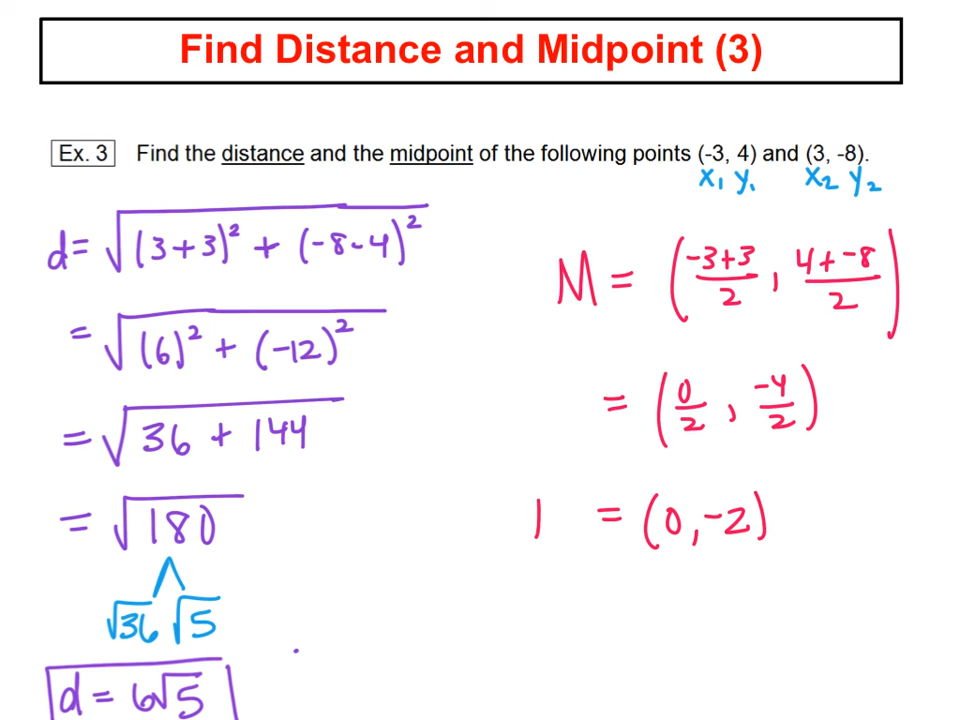 Find Distance and Midpoint (3)
Ex. 3 Find the distance and the midpoint of the following points (-3, 4) and (3, -8).
x₁ y₁ x₂ y₂
d = √((3+3)² + (-8-4)²)
= √((6)² + (-12)²)
= √(36 + 144)
= √180
√36 √5
d = 6√5
M = ((-3+3)/2, (4+-8)/2)
= (0/2, -4/2)
= (0, -2)